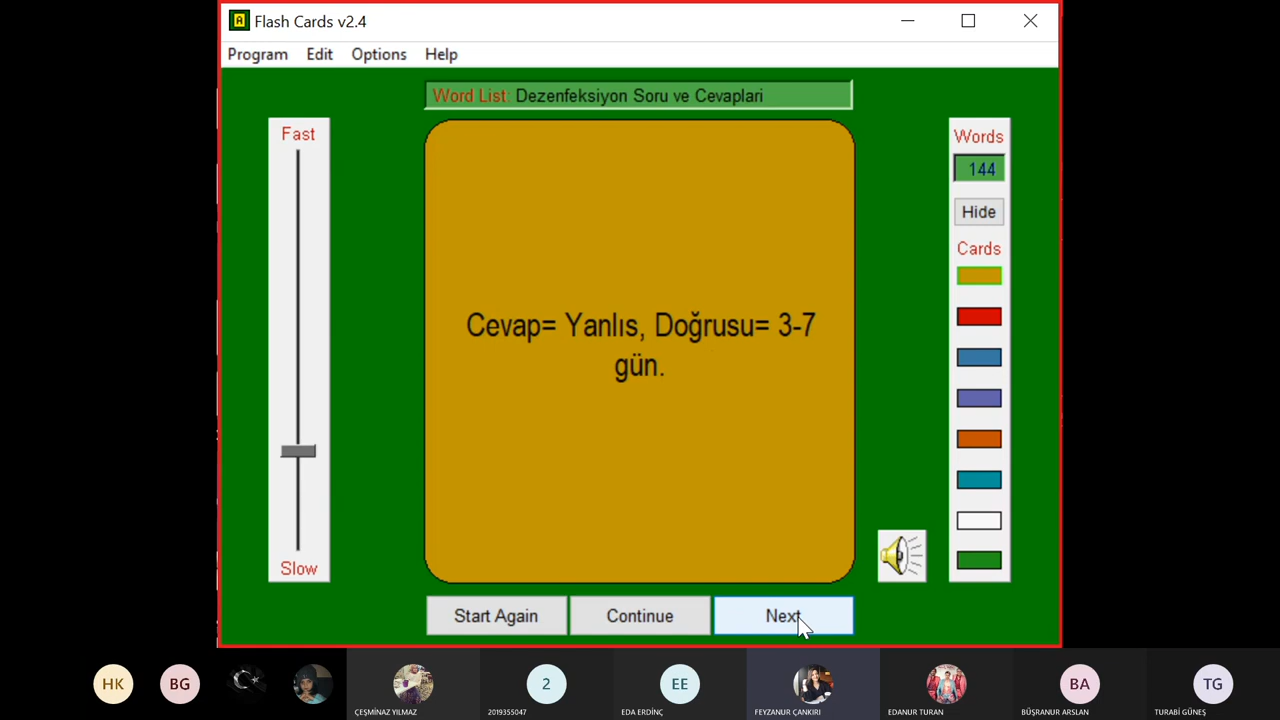 Flash Cards v2.4
Program Edit Options Help
Word List: Dezenfeksiyon Soru ve Cevaplari
Fast
Slow
Cevap= Yanlıs, Doğrusu= 3-7
gün.
Words
144
Hide
Cards
Start Again Continue Next
HK BG 2 EE BA TG
ÇEŞMİNAZ YILMAZ 2019355047 EDA ERDİNÇ FEYZANUR ÇANKIRI EDANUR TURAN BÜŞRANUR ARSLAN TURABİ GÜNEŞ